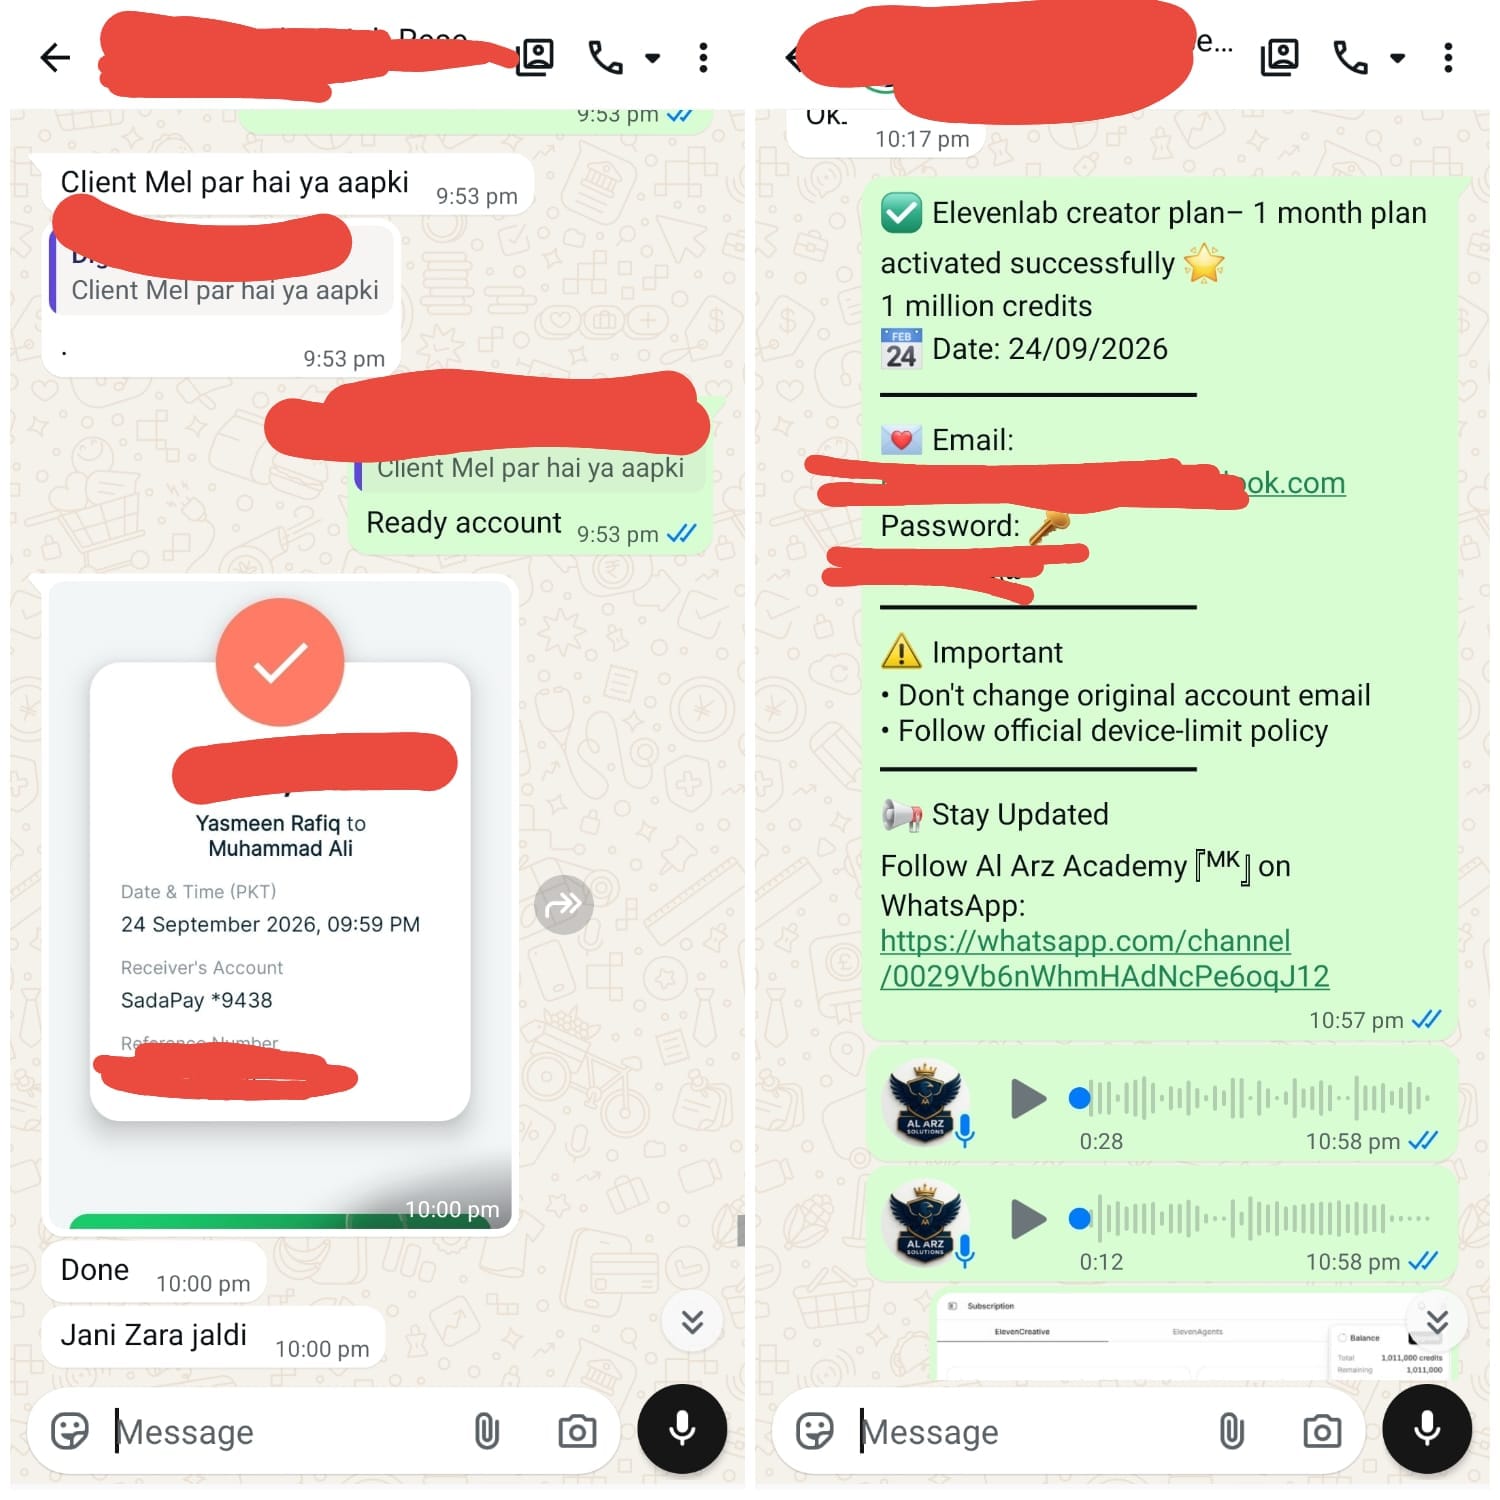 9:53 pm
Client Mel par hai ya aapki
9:53 pm
Client Mel par hai ya aapki
.
9:53 pm
Client Mel par hai ya aapki
Ready account
9:53 pm
Yasmeen Rafiq to
Muhammad Ali
Date & Time (PKT)
24 September 2026, 09:59 PM
Receiver's Account
SadaPay *9438
Reference Number
10:00 pm
Done
10:00 pm
Jani Zara jaldi
10:00 pm
Message
e...
Ok.
10:17 pm
✅ Elevenlab creator plan– 1 month plan
activated successfully 🌟
1 million credits
📅 Date: 24/09/2026
💌 Email:
ook.com
Password: 🔑
⚠️ Important
• Don't change original account email
• Follow official device-limit policy
📢 Stay Updated
Follow Al Arz Academy『ᴹᴷ』on
WhatsApp:
https://whatsapp.com/channel
/0029Vb6nWhmHAdNcPe6oqJ12
10:57 pm
AL ARZ
SOLUTIONS
0:28
10:58 pm
AL ARZ
SOLUTIONS
0:12
10:58 pm
Subscription
ElevenCreative
ElevenAgents
Balance
Total 1,011,000 credits
Remaining 1,011,000
Message